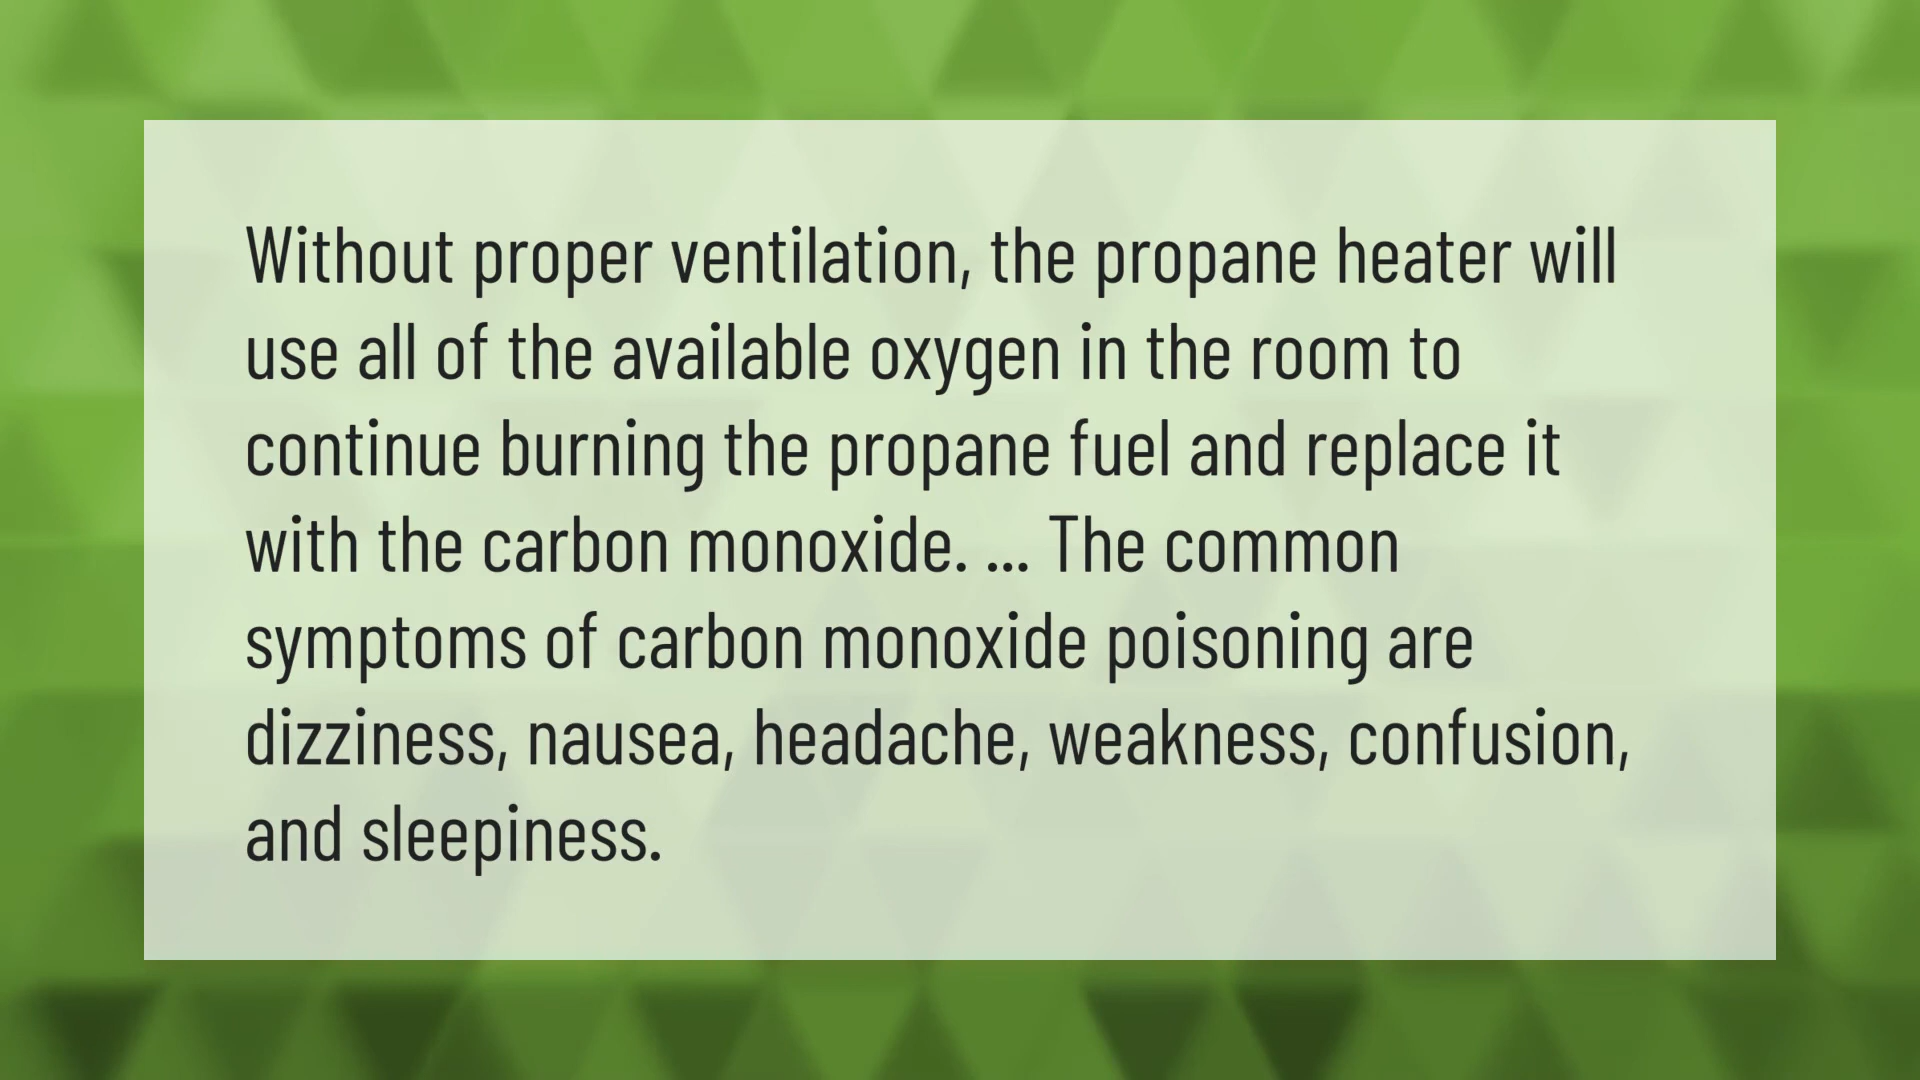 Without proper ventilation, the propane heater will
use all of the available oxygen in the room to
continue burning the propane fuel and replace it
with the carbon monoxide. ... The common
symptoms of carbon monoxide poisoning are
dizziness, nausea, headache, weakness, confusion,
and sleepiness.